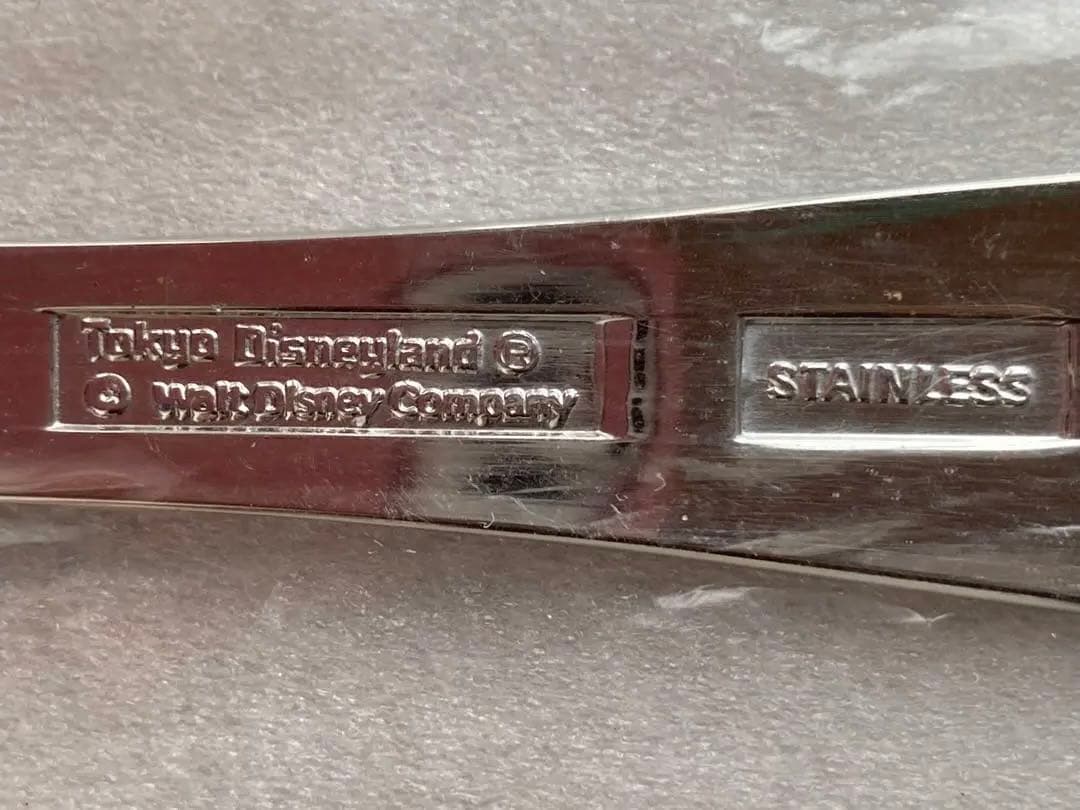 Tokyo Disneyland ®
© Walt Disney Company
STAINLESS